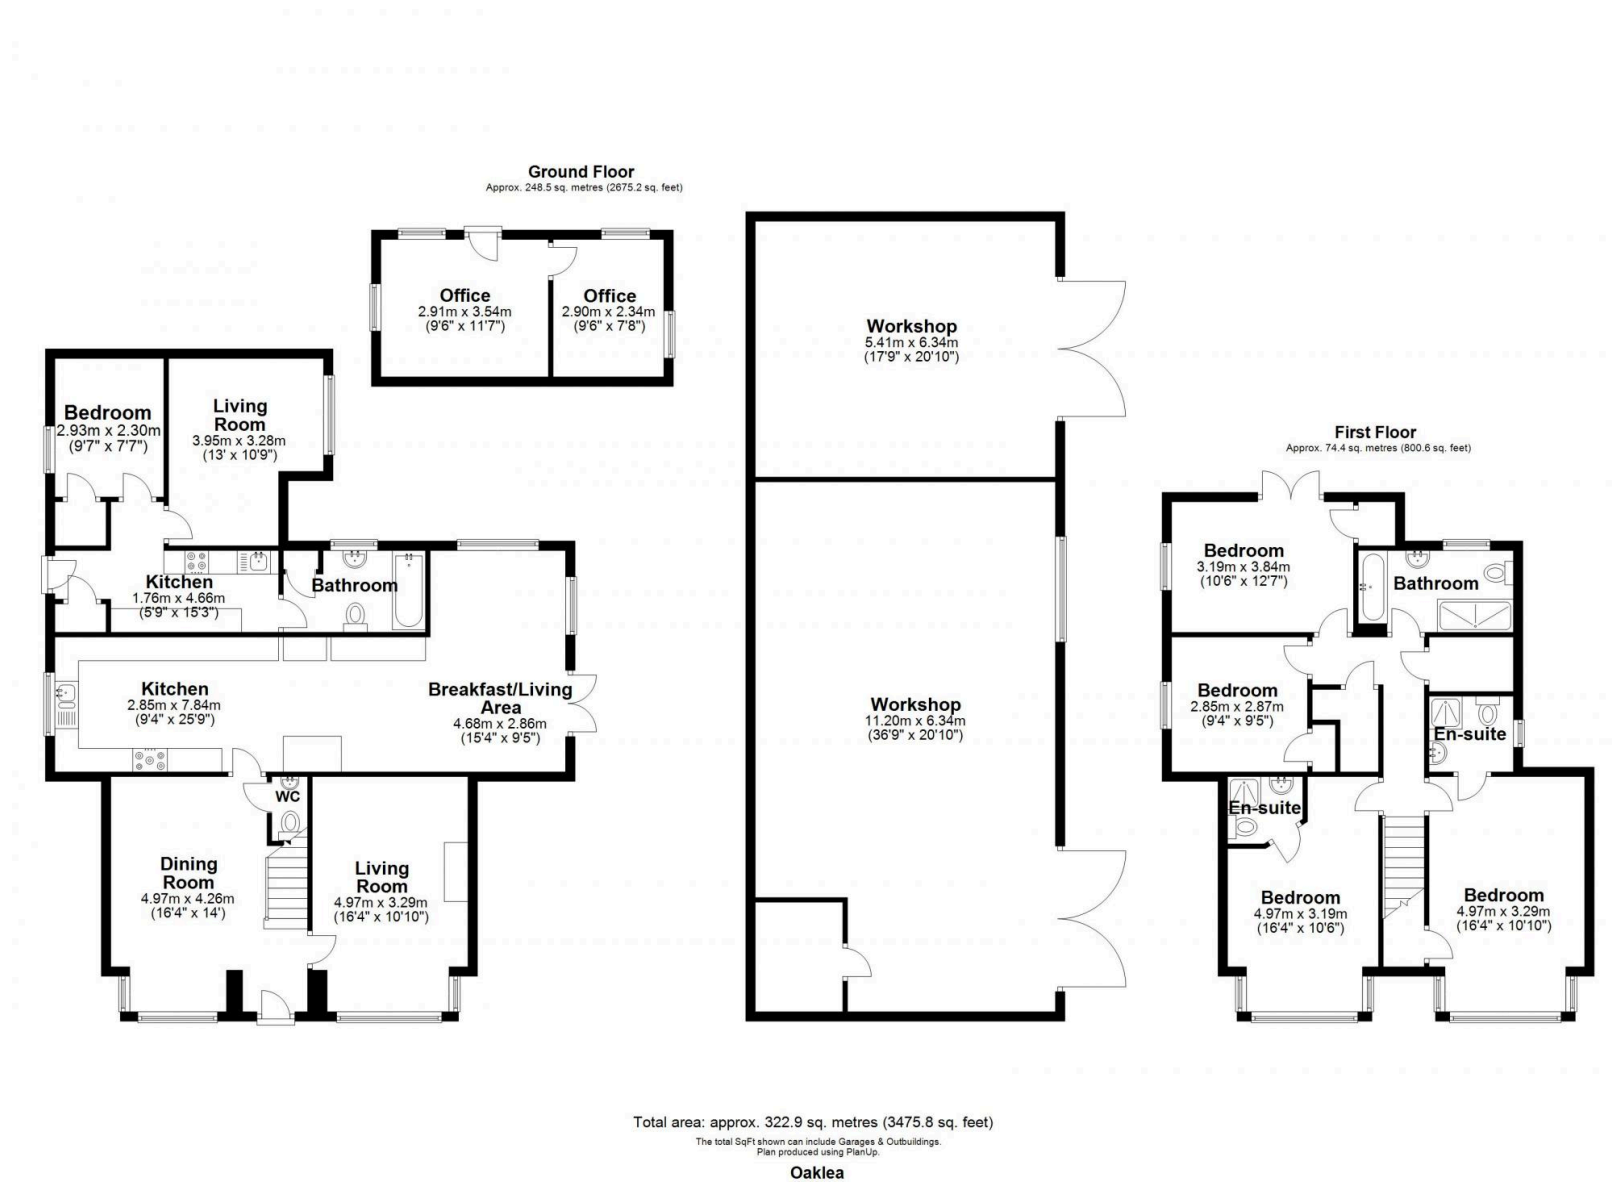 Ground Floor
Approx. 248.5 sq. metres (2675.2 sq. feet)
Office
2.91m x 3.54m
(9'6" x 11'7")
Office
2.90m x 2.34m
(9'6" x 7'8")
Bedroom
2.93m x 2.30m
(9'7" x 7'7")
Living
Room
3.95m x 3.28m
(13' x 10'9")
Kitchen
1.76m x 4.66m
(5'9" x 15'3")
Bathroom
Kitchen
2.85m x 7.84m
(9'4" x 25'9")
Breakfast/Living
Area
4.68m x 2.86m
(15'4" x 9'5")
WC
Dining
Room
4.97m x 4.26m
(16'4" x 14')
Living
Room
4.97m x 3.29m
(16'4" x 10'10")
Workshop
5.41m x 6.34m
(17'9" x 20'10")
Workshop
11.20m x 6.34m
(36'9" x 20'10")
First Floor
Approx. 74.4 sq. metres (800.6 sq. feet)
Bedroom
3.19m x 3.84m
(10'6" x 12'7")
Bathroom
Bedroom
2.85m x 2.87m
(9'4" x 9'5")
En-suite
En-suite
Bedroom
4.97m x 3.19m
(16'4" x 10'6")
Bedroom
4.97m x 3.29m
(16'4" x 10'10")
Total area: approx. 322.9 sq. metres (3475.8 sq. feet)
The total SqFt shown can include Garages & Outbuildings.
Plan produced using PlanUp.
Oaklea